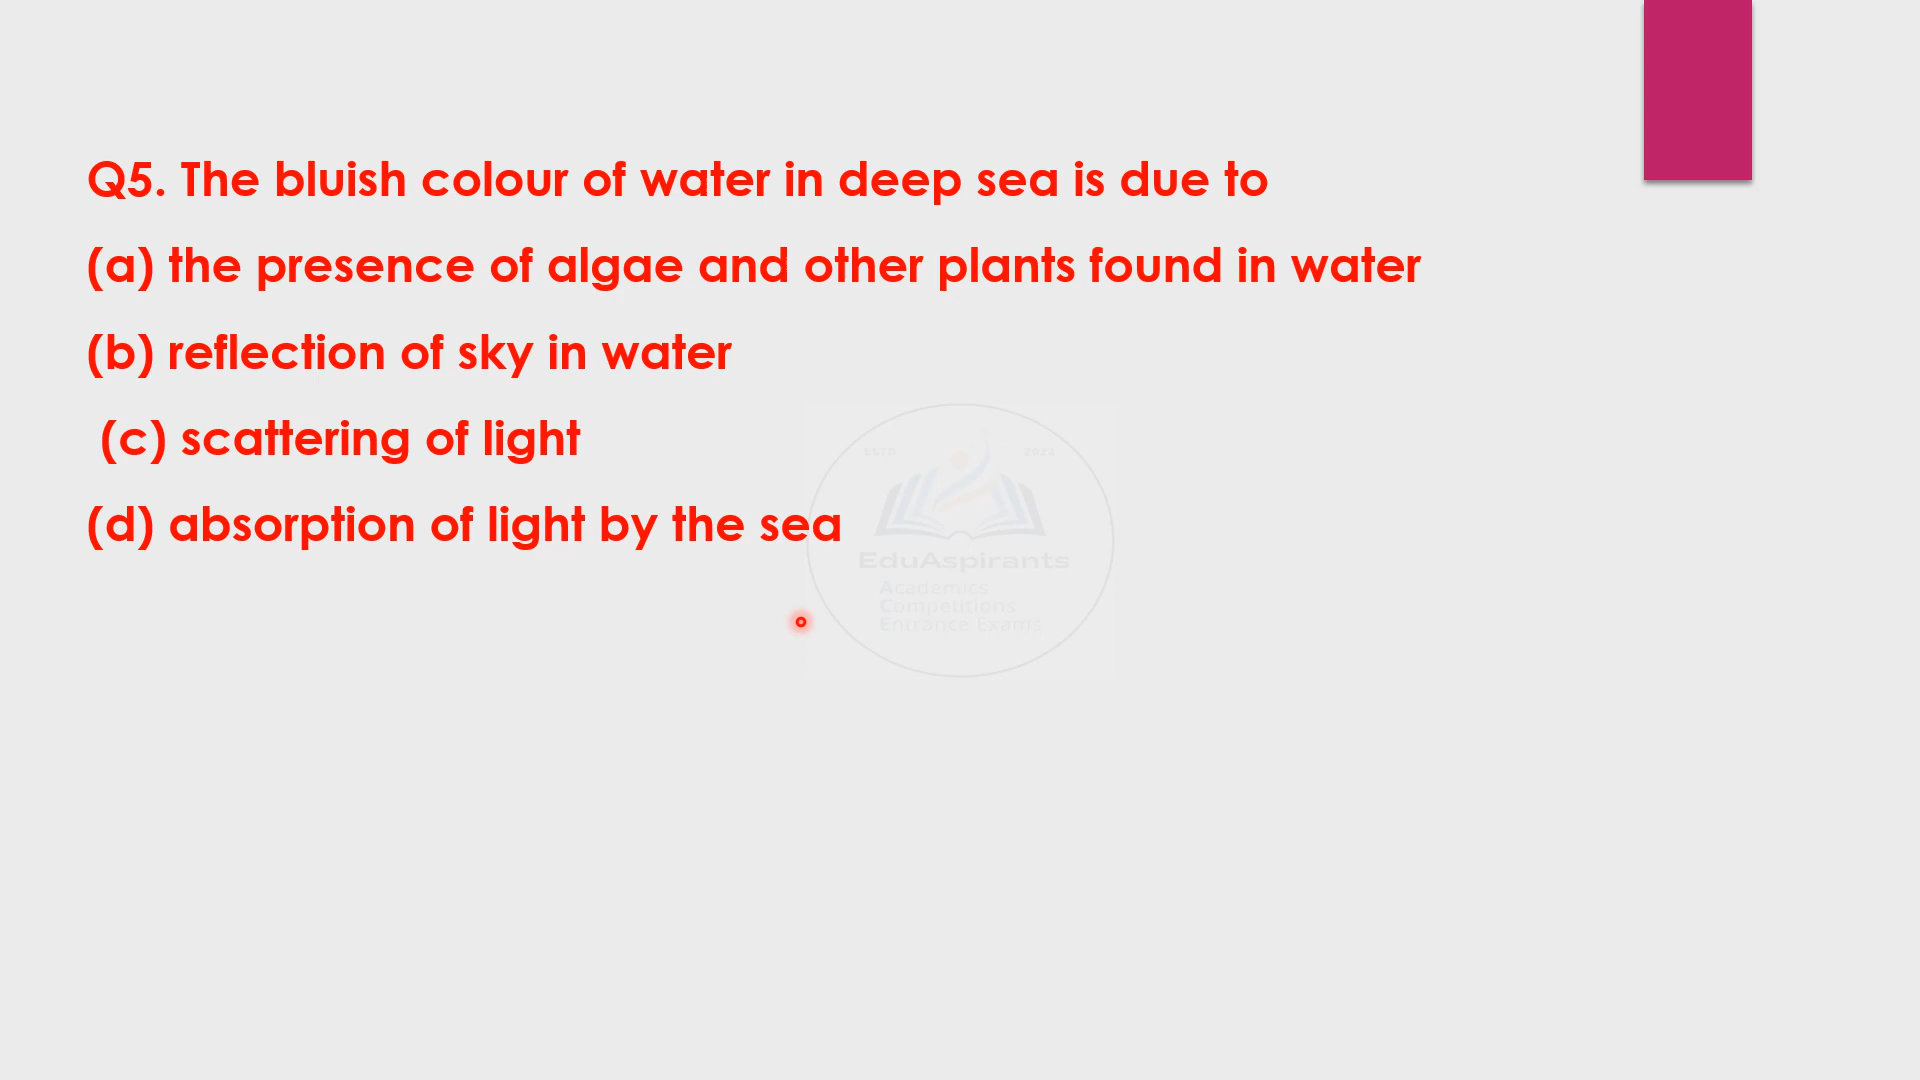 Q5. The bluish colour of water in deep sea is due to
(a) the presence of algae and other plants found in water
(b) reflection of sky in water
(c) scattering of light
(d) absorption of light by the sea
ESTD 2022
EduAspirants
Academics
Competitions
Entrance Exams